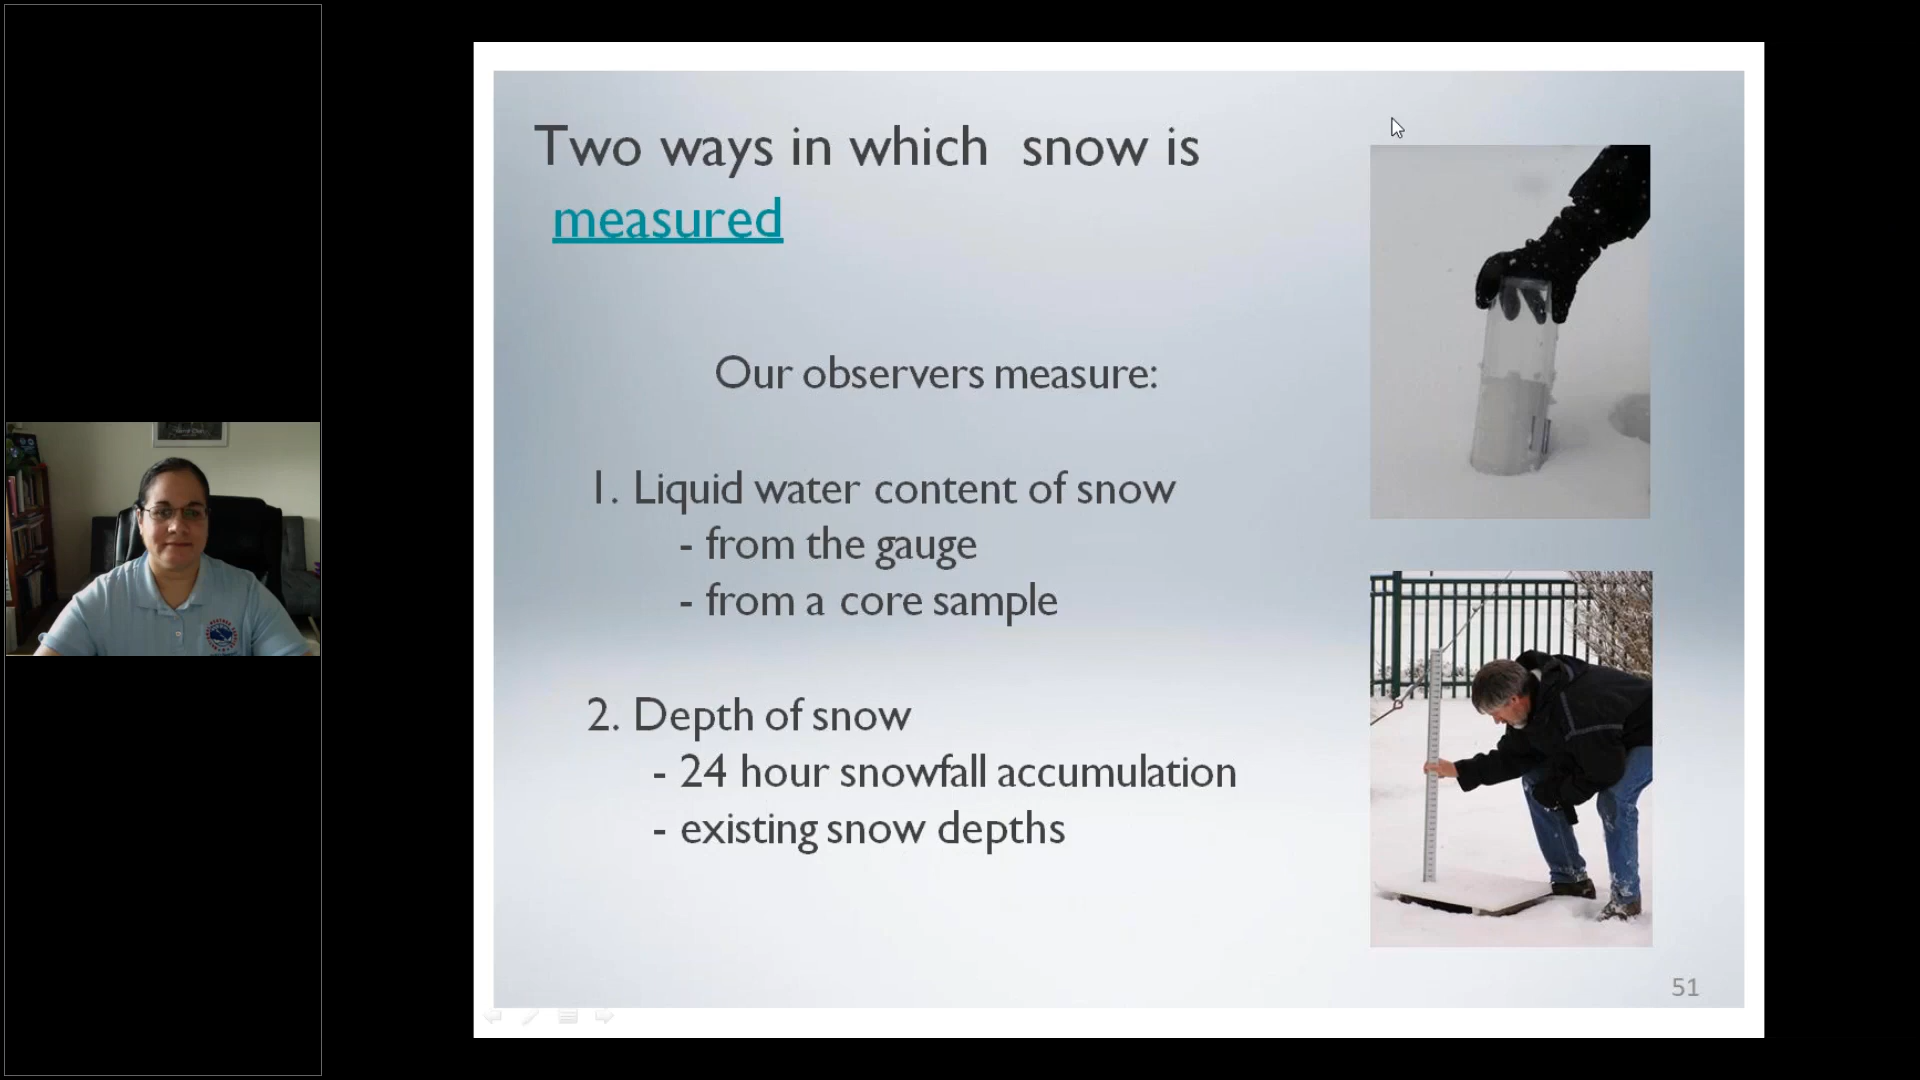 Two ways in which snow is
measured
Our observers measure:
1. Liquid water content of snow
- from the gauge
- from a core sample
2. Depth of snow
- 24 hour snowfall accumulation
- existing snow depths
51